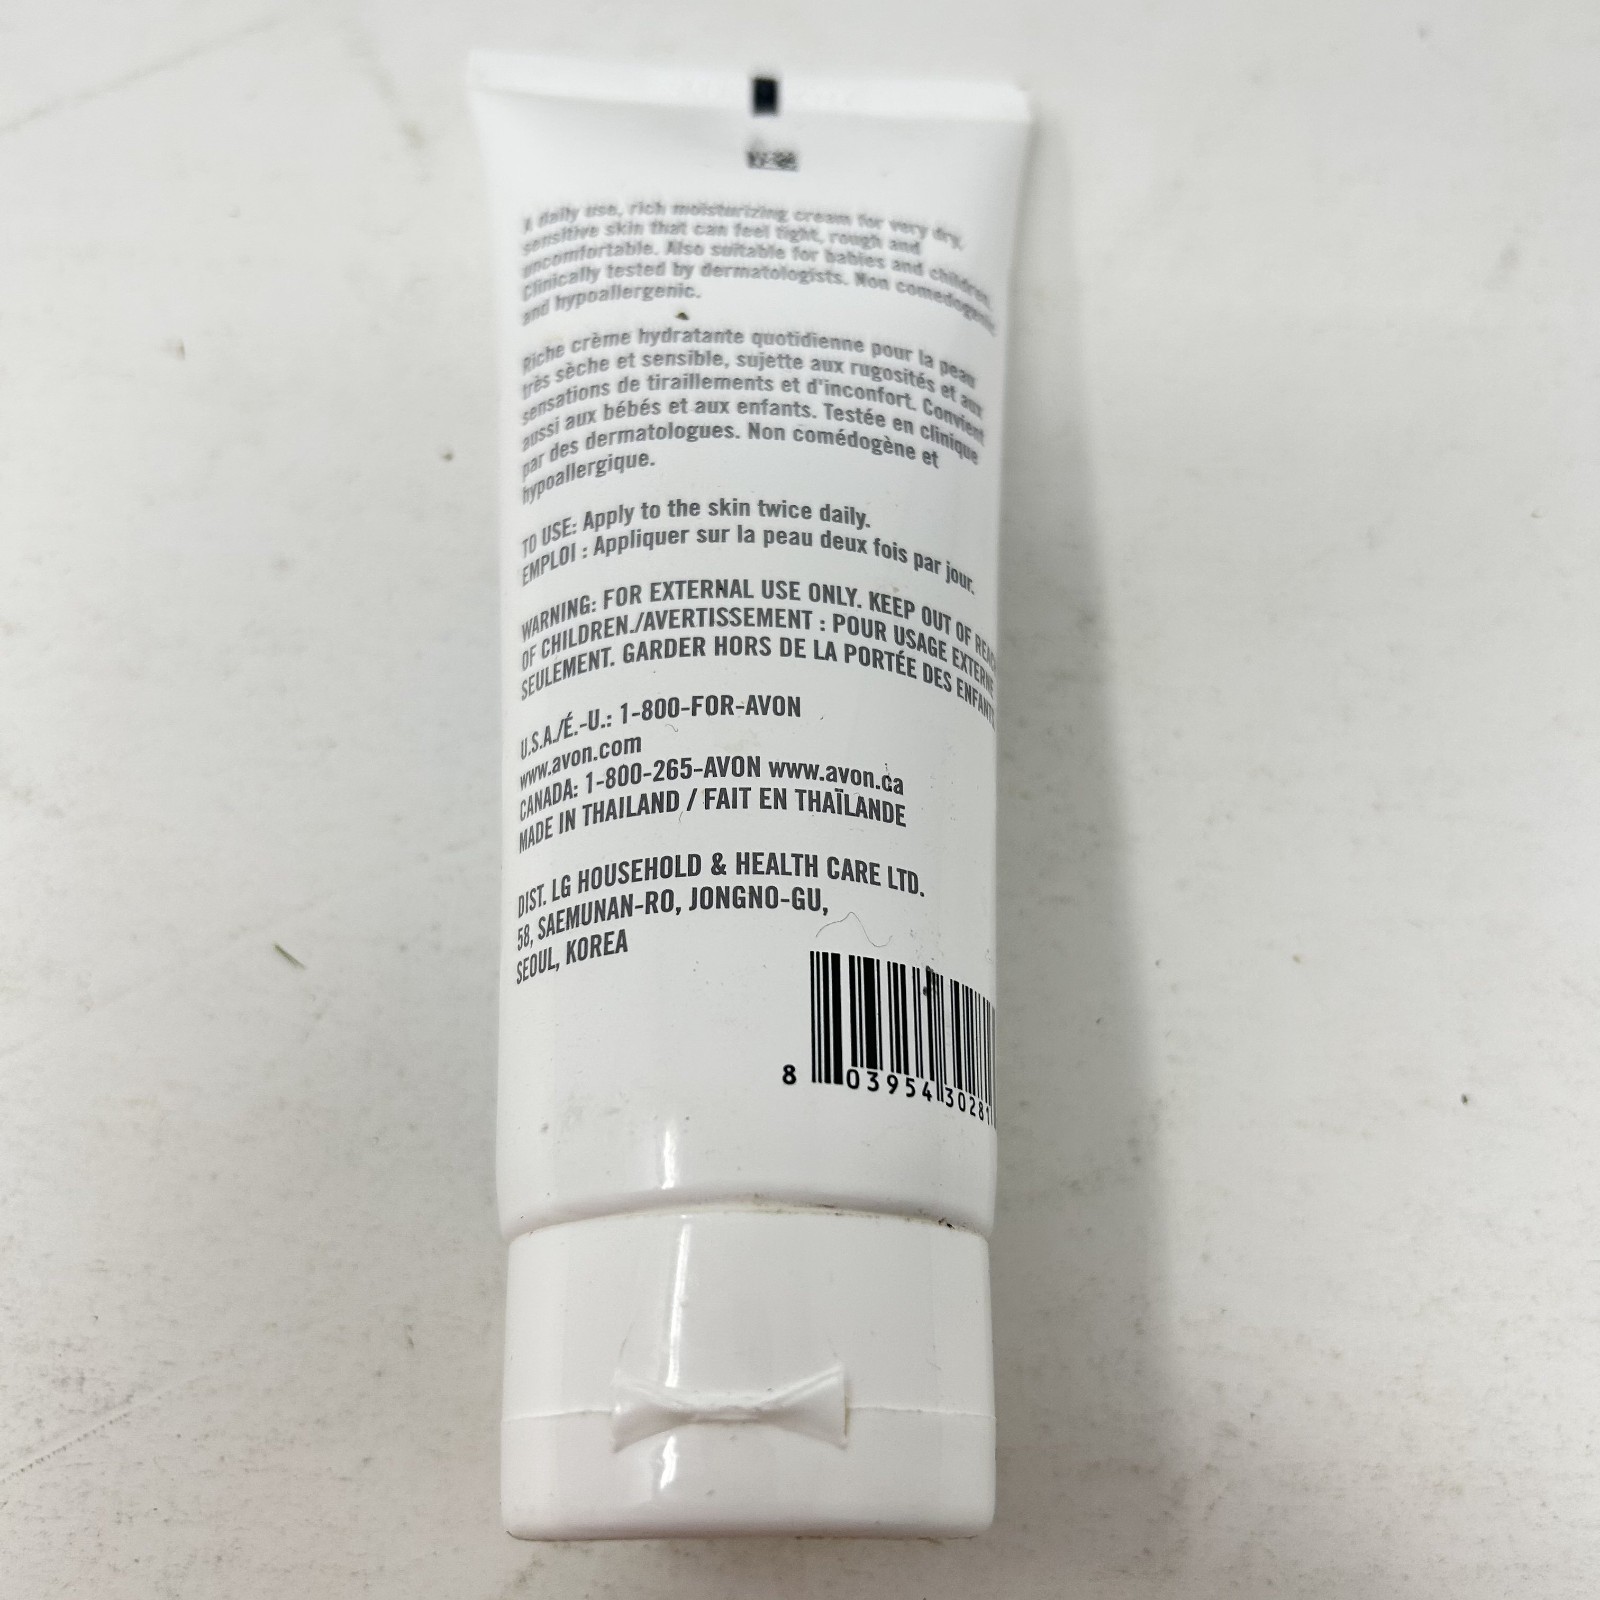 A daily use, rich moisturizing cream for very dry,
sensitive skin that can feel tight, rough and
uncomfortable. Also suitable for babies and children.
Clinically tested by dermatologists. Non comedogenic
and hypoallergenic.
Riche crème hydratante quotidienne pour la peau
très sèche et sensible, sujette aux rugosités et aux
sensations de tiraillements et d'inconfort. Convient
aussi aux bébés et aux enfants. Testée en clinique
par des dermatologues. Non comédogène et
hypoallergique.
TO USE: Apply to the skin twice daily.
EMPLOI : Appliquer sur la peau deux fois par jour.
WARNING: FOR EXTERNAL USE ONLY. KEEP OUT OF REACH
OF CHILDREN./AVERTISSEMENT : POUR USAGE EXTERNE
SEULEMENT. GARDER HORS DE LA PORTÉE DES ENFANTS.
U.S.A./É.-U.: 1-800-FOR-AVON
www.avon.com
CANADA: 1-800-265-AVON www.avon.ca
MADE IN THAILAND / FAIT EN THAÏLANDE
DIST. LG HOUSEHOLD & HEALTH CARE LTD.
58, SAEMUNAN-RO, JONGNO-GU,
SEOUL, KOREA
8 03954 30281